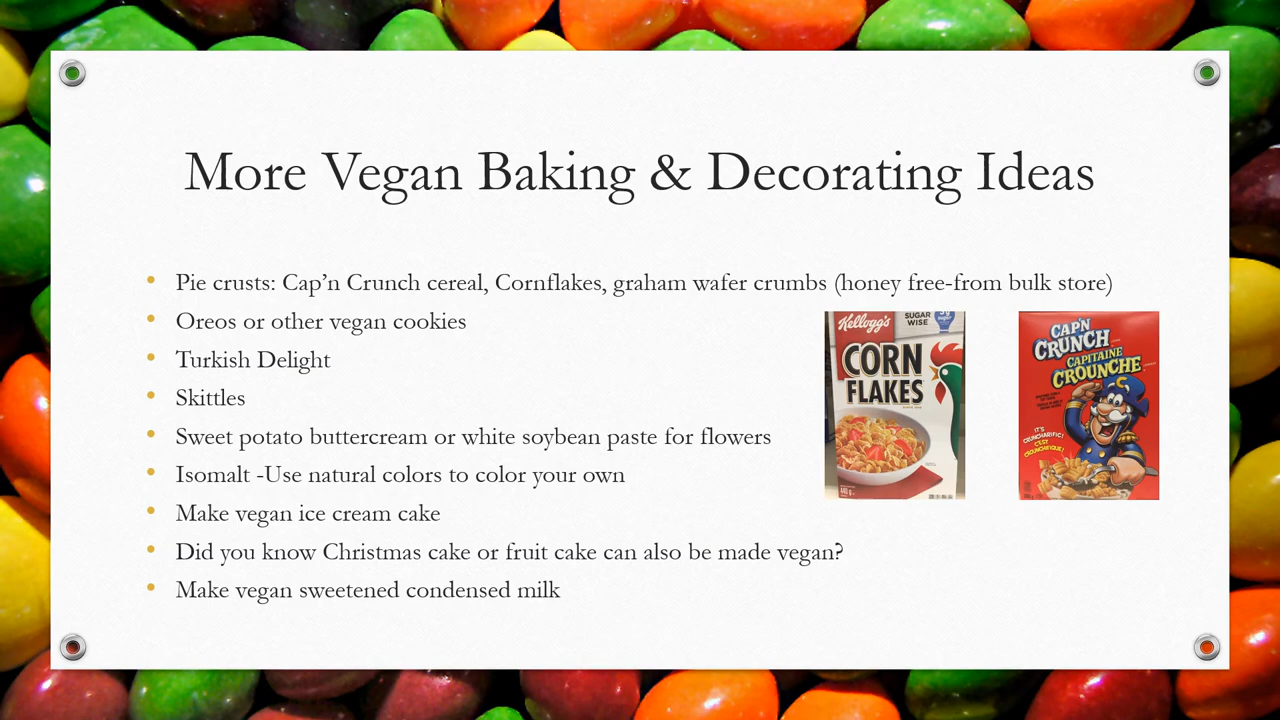 More Vegan Baking & Decorating Ideas
• Pie crusts: Cap’n Crunch cereal, Cornflakes, graham wafer crumbs (honey free-from bulk store)
• Oreos or other vegan cookies
• Turkish Delight
• Skittles
• Sweet potato buttercream or white soybean paste for flowers
• Isomalt -Use natural colors to color your own
• Make vegan ice cream cake
• Did you know Christmas cake or fruit cake can also be made vegan?
• Make vegan sweetened condensed milk
Kellogg's
SUGAR
WISE
CORN
FLAKES
CAP'N
CRUNCH
CAPITAINE
CROUNCHE
IT'S
CRUNCHARIFIC!
C'EST
CROUNCHIFIQUE!